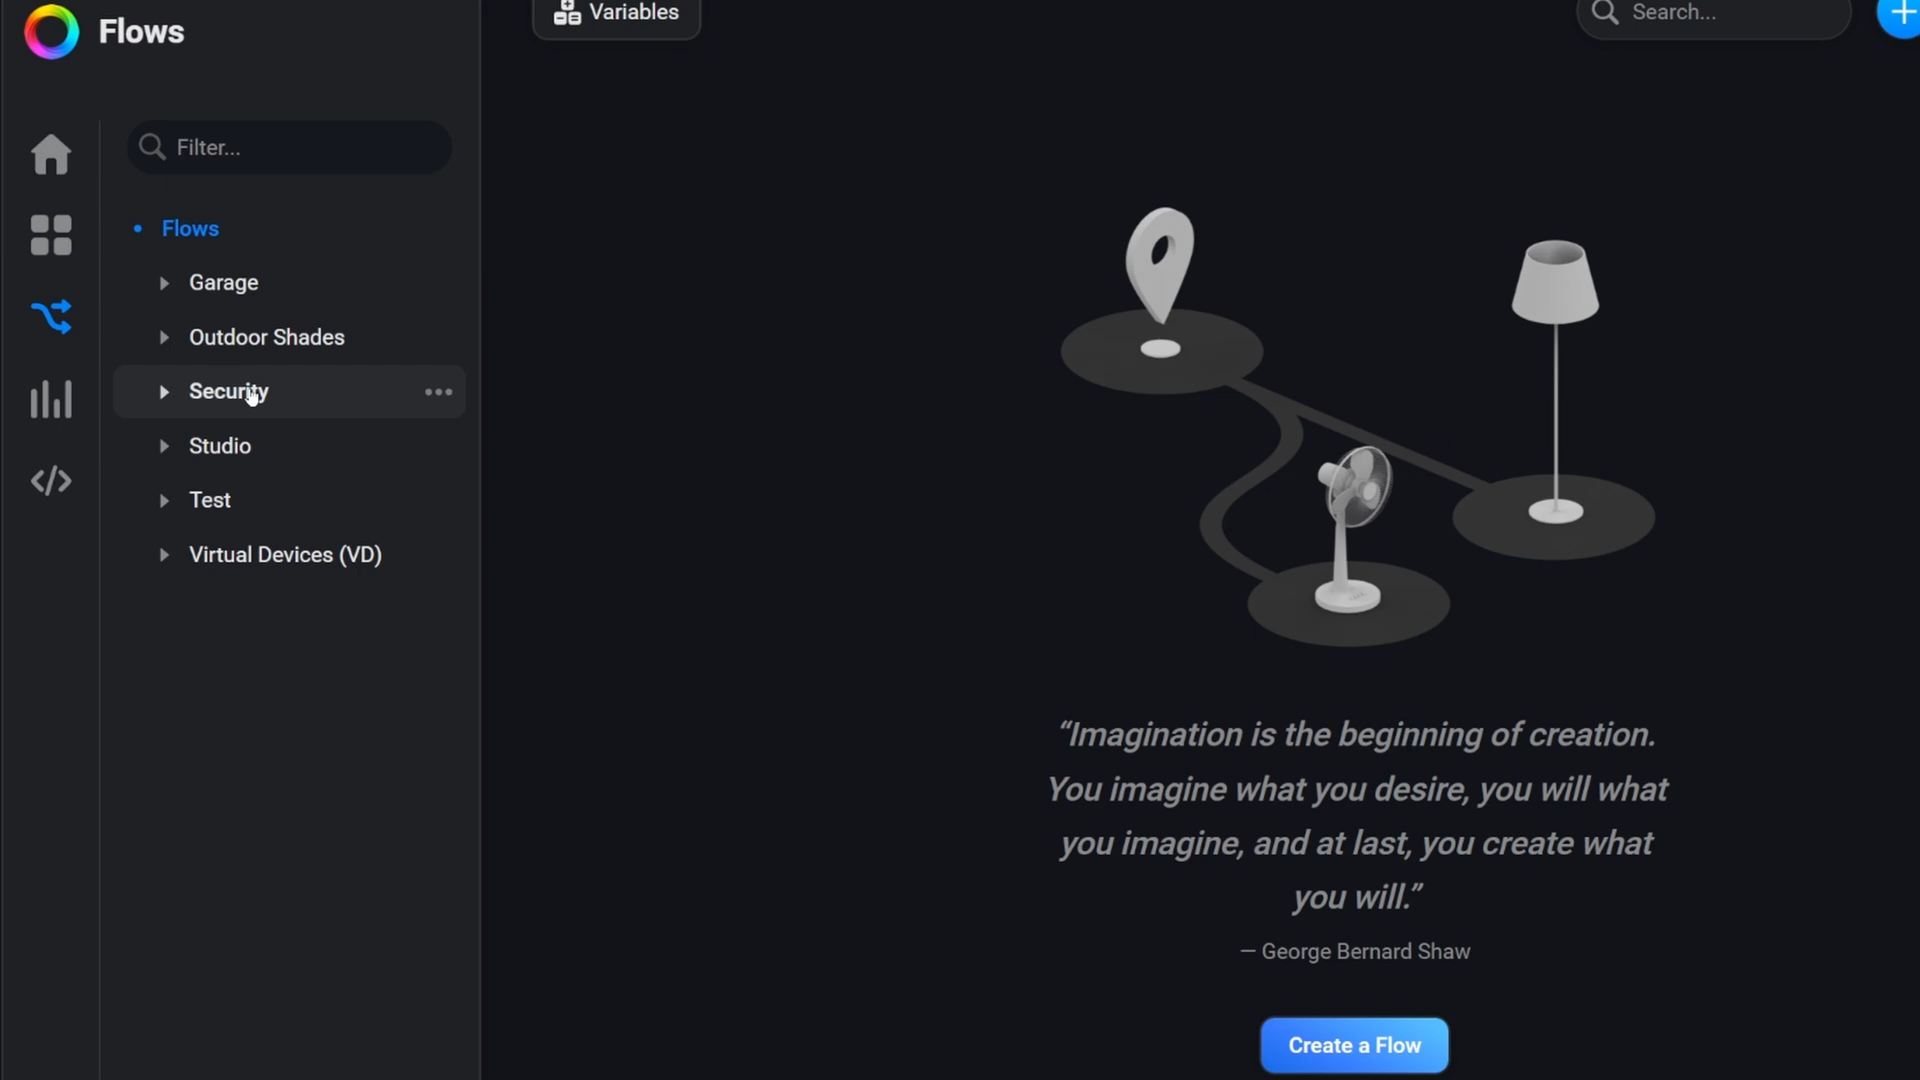 Flows
Variables
Search...
Filter...
Flows
Garage
Outdoor Shades
Security
Studio
Test
Virtual Devices (VD)
“Imagination is the beginning of creation.
You imagine what you desire, you will what
you imagine, and at last, you create what
you will.”
— George Bernard Shaw
Create a Flow